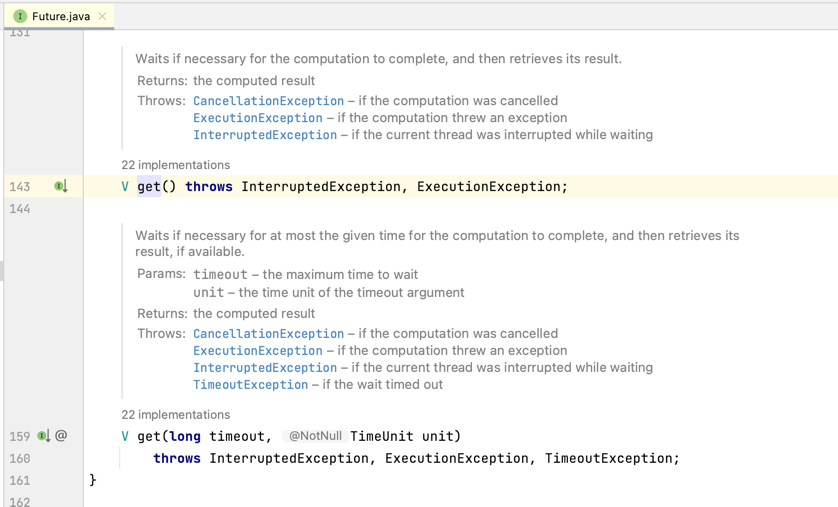 Future.java
131
Waits if necessary for the computation to complete, and then retrieves its result.
Returns: the computed result
Throws: CancellationException – if the computation was cancelled
ExecutionException – if the computation threw an exception
InterruptedException – if the current thread was interrupted while waiting
22 implementations
143 V get() throws InterruptedException, ExecutionException;
144
Waits if necessary for at most the given time for the computation to complete, and then retrieves its
result, if available.
Params: timeout – the maximum time to wait
unit – the time unit of the timeout argument
Returns: the computed result
Throws: CancellationException – if the computation was cancelled
ExecutionException – if the computation threw an exception
InterruptedException – if the current thread was interrupted while waiting
TimeoutException – if the wait timed out
22 implementations
159 @ V get(long timeout, @NotNull TimeUnit unit)
160 throws InterruptedException, ExecutionException, TimeoutException;
161 }
162